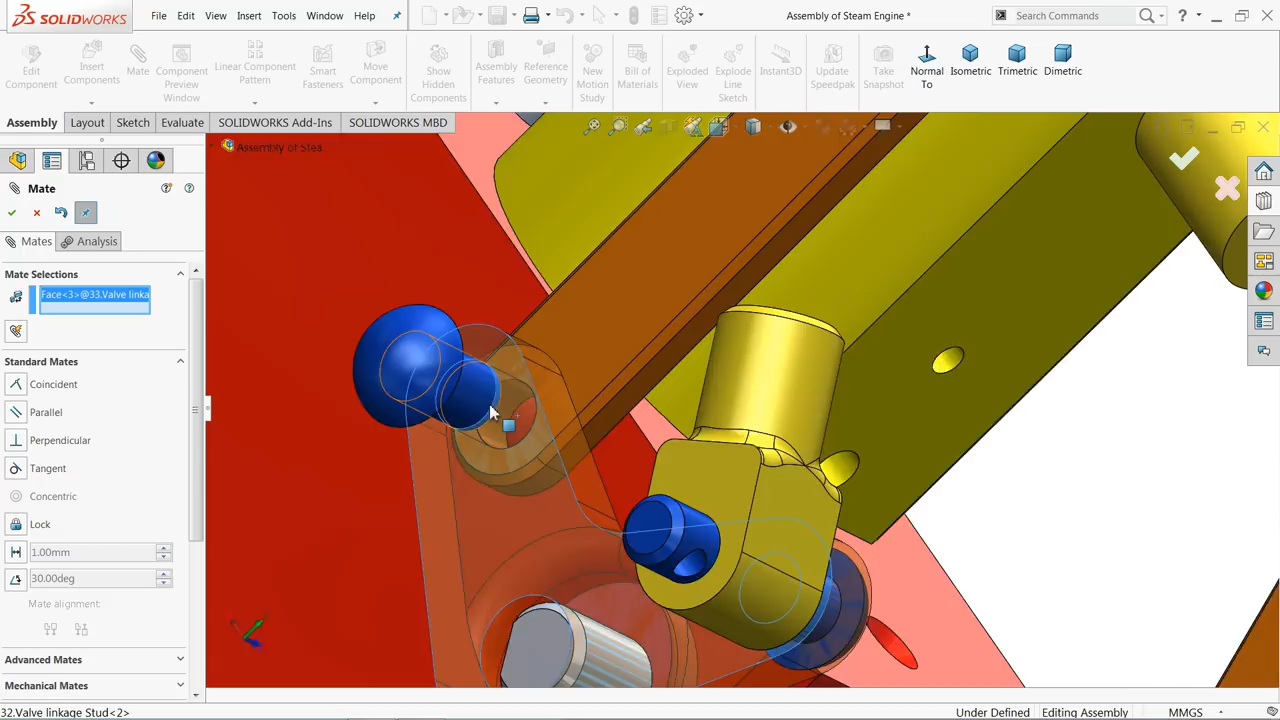 SOLIDWORKS
File Edit View Insert Tools Window Help
Assembly of Steam Engine *
Search Commands
?
Edit Component
Insert Components
Mate
Component Preview Window
Linear Component Pattern
Smart Fasteners
Move Component
Show Hidden Components
Assembly Features
Reference Geometry
New Motion Study
Bill of Materials
Exploded View
Explode Line Sketch
Instant3D
Update Speedpak
Take Snapshot
Normal To
Isometric
Trimetric
Dimetric
Assembly Layout Sketch Evaluate SOLIDWORKS Add-Ins SOLIDWORKS MBD
Assembly of Stea
Mate
Mates Analysis
Mate Selections
Face<3>@33.Valve linka
Standard Mates
Coincident
Parallel
Perpendicular
Tangent
Concentric
Lock
1.00mm
30.00deg
Mate alignment:
Advanced Mates
Mechanical Mates
32.Valve linkage Stud<2>
Under Defined Editing Assembly MMGS